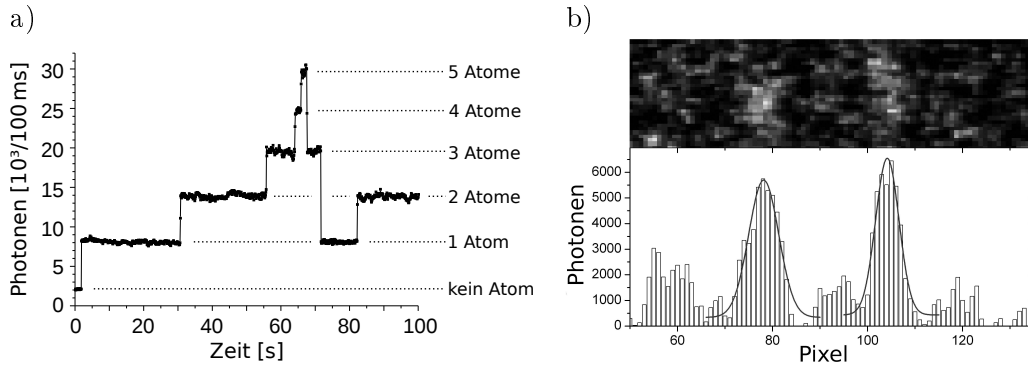 a)
Photonen [10³/100 ms]
30
25
20
15
10
5
0
0 20 40 60 80 100
Zeit [s]
5 Atome
4 Atome
3 Atome
2 Atome
1 Atom
kein Atom
b)
Photonen
6000
5000
4000
3000
2000
1000
0
60 80 100 120
Pixel